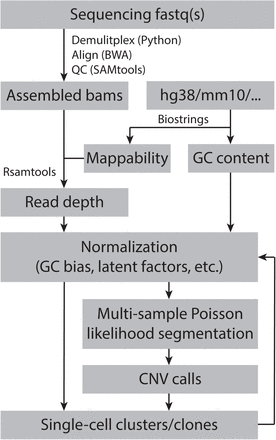 Sequencing fastq(s)
Demulitplex (Python)
Align (BWA)
QC (SAMtools)
Assembled bams
hg38/mm10/...
Biostrings
Rsamtools
Mappability
GC content
Read depth
Normalization
(GC bias, latent factors, etc.)
Multi-sample Poisson
likelihood segmentation
CNV calls
Single-cell clusters/clones